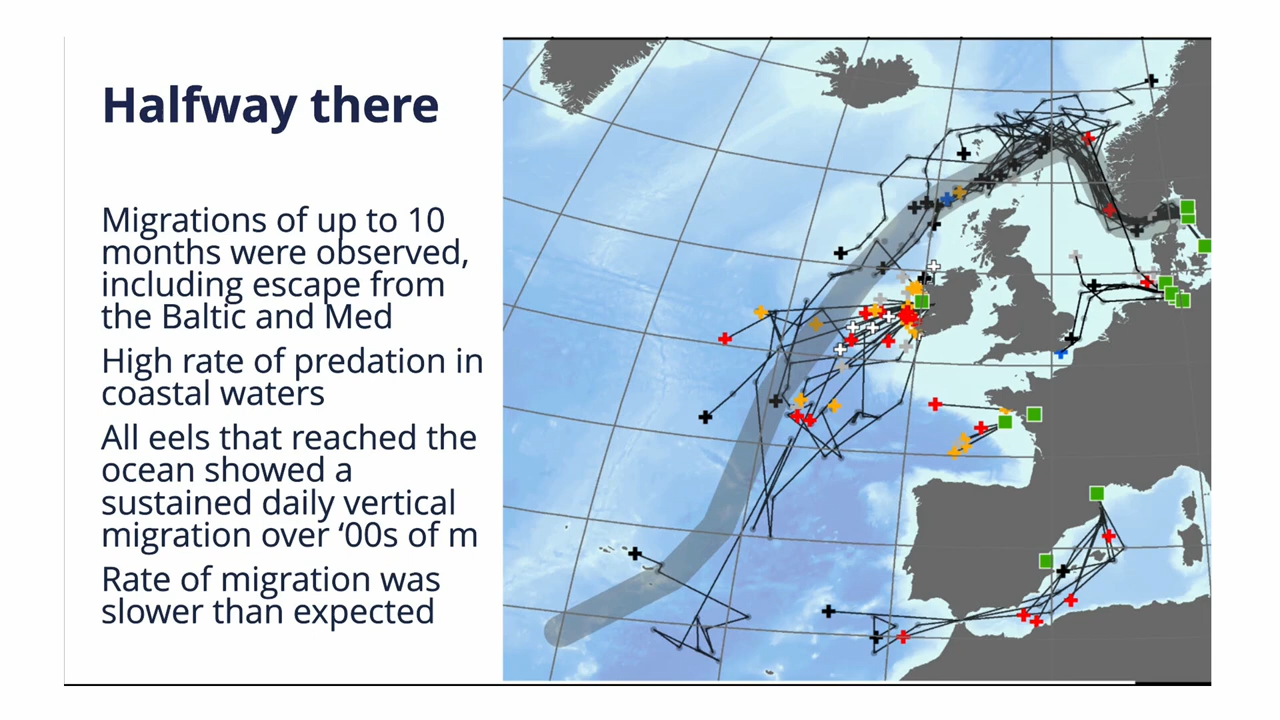 Halfway there
Migrations of up to 10
months were observed,
including escape from
the Baltic and Med
High rate of predation in
coastal waters
All eels that reached the
ocean showed a
sustained daily vertical
migration over ‘00s of m
Rate of migration was
slower than expected